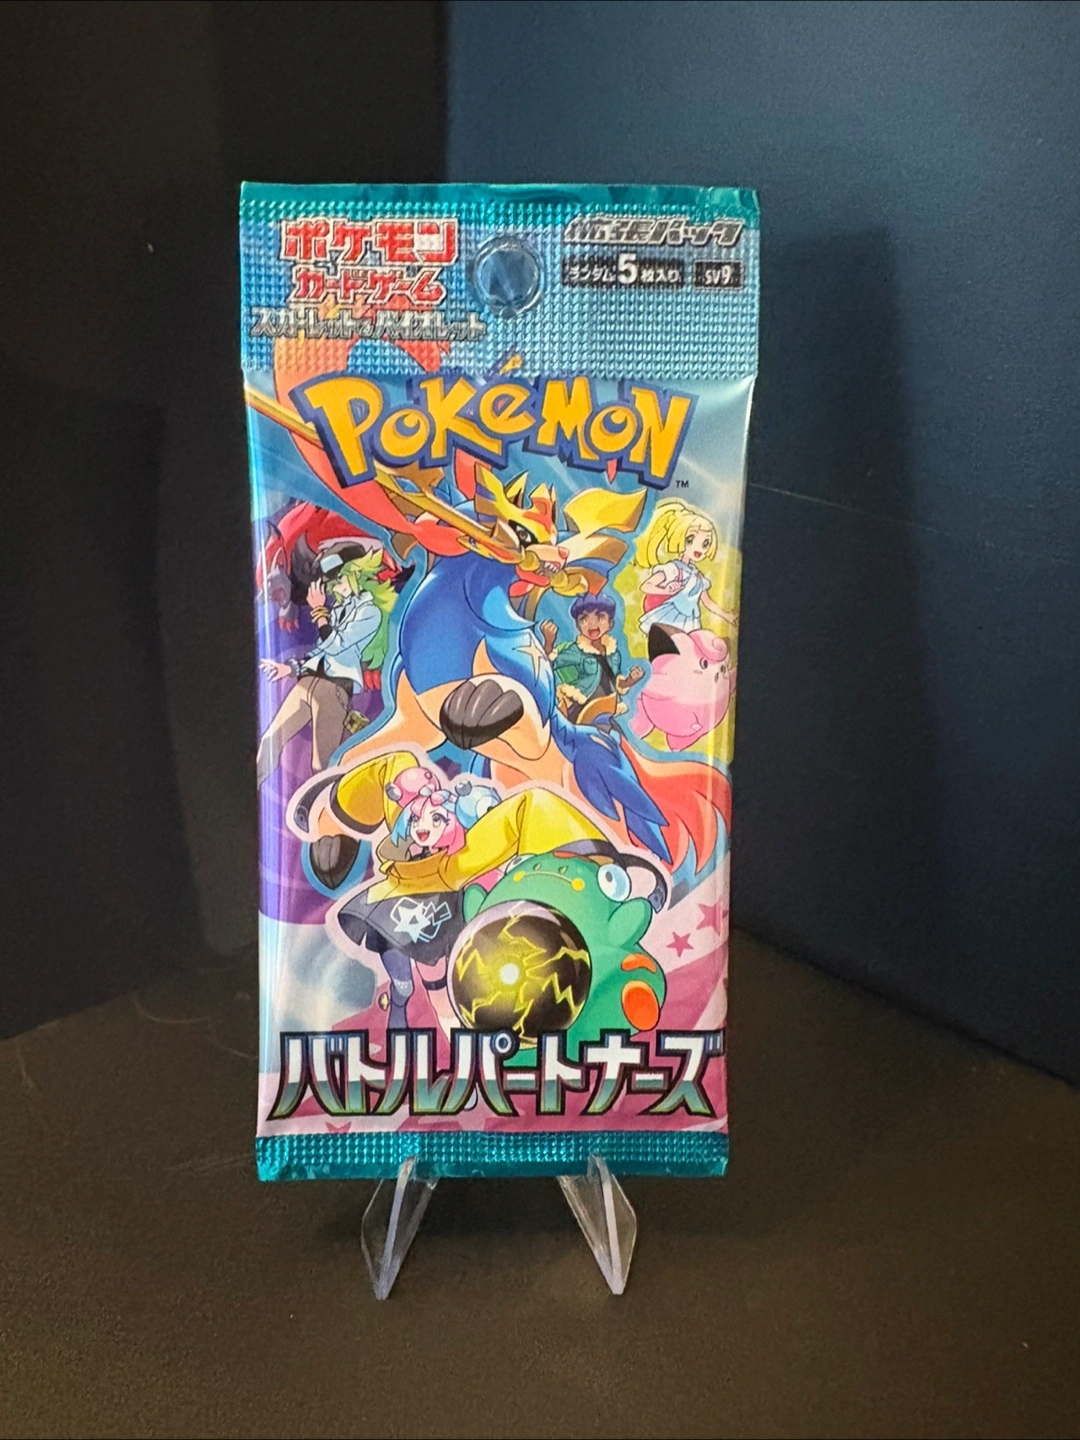 ポケモン
カードゲーム
スカーレット&バイオレット
拡張パック
ランダム5枚入り
sv9
POKéMON
TM
バトルパートナーズ